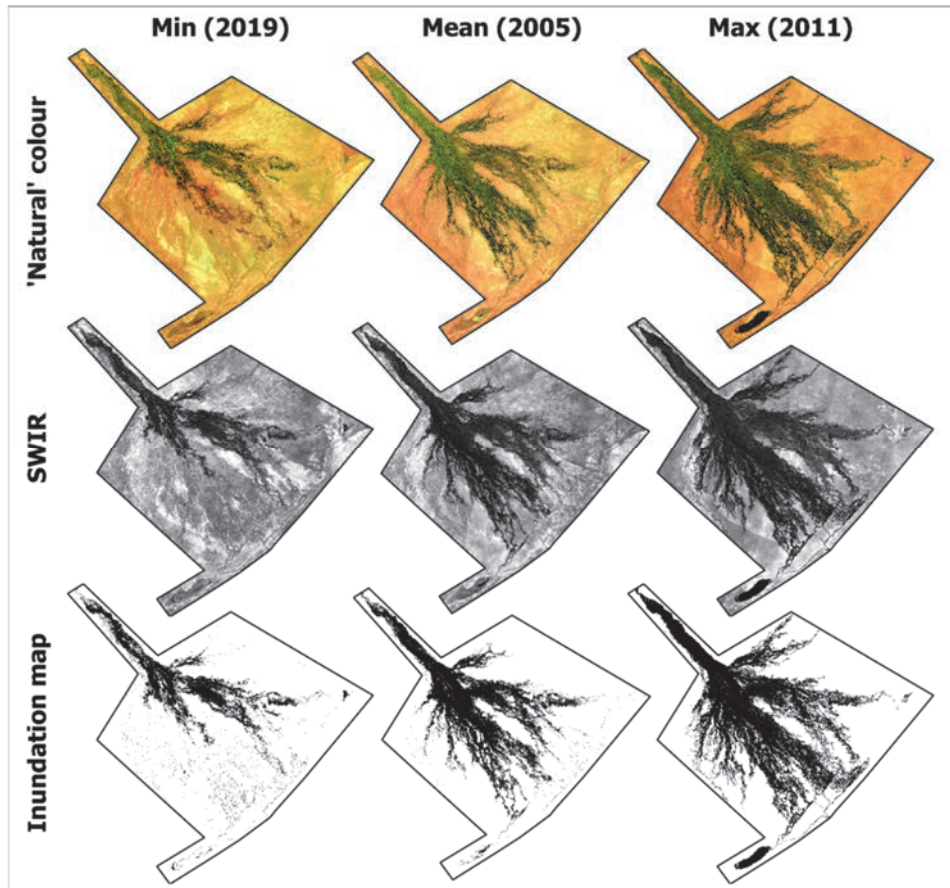 Min (2019)
Mean (2005)
Max (2011)
'Natural' colour
SWIR
Inundation map